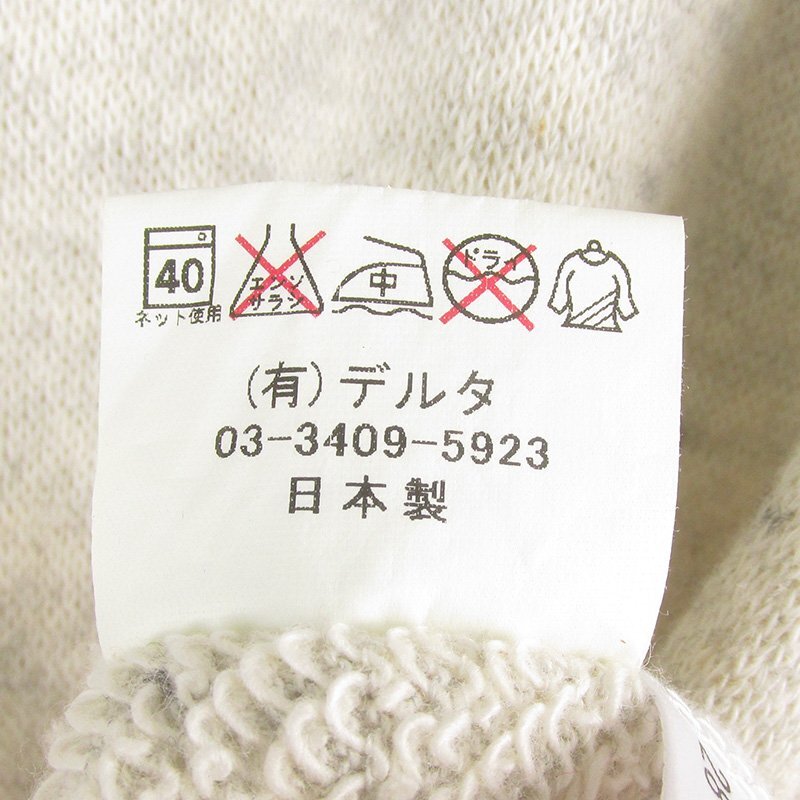 40
ネット使用
エンソ
サラシ
中
ドライ
(有)デルタ
03-3409-5923
日本製